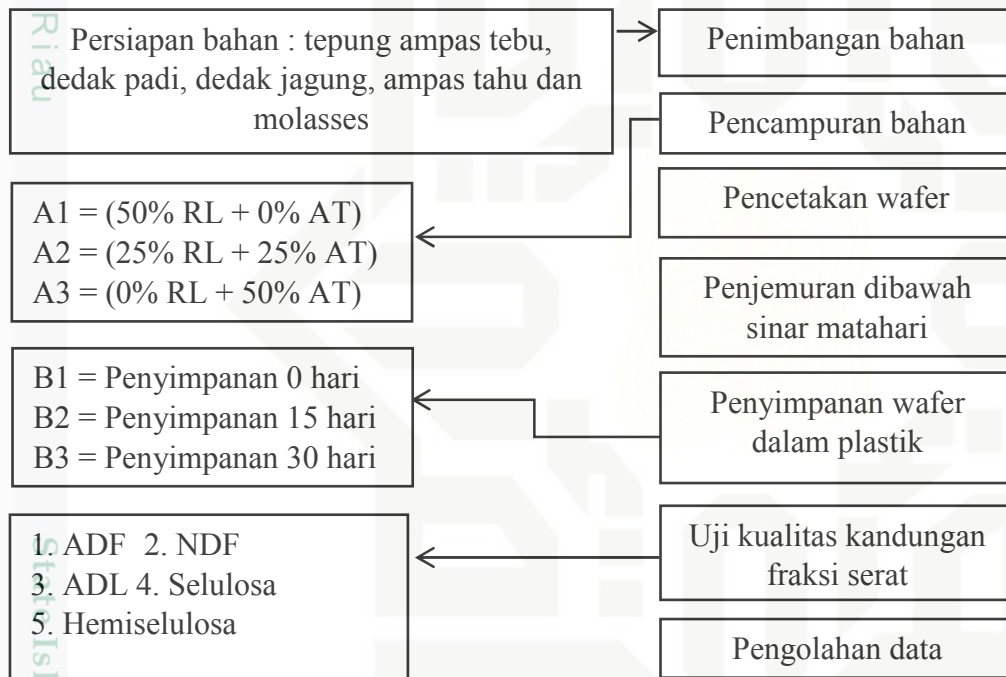 Persiapan bahan : tepung ampas tebu,
dedak padi, dedak jagung, ampas tahu dan
molasses
Penimbangan bahan
Pencampuran bahan
A1 = (50% RL + 0% AT)
A2 = (25% RL + 25% AT)
A3 = (0% RL + 50% AT)
Pencetakan wafer
Penjemuran dibawah
sinar matahari
B1 = Penyimpanan 0 hari
B2 = Penyimpanan 15 hari
B3 = Penyimpanan 30 hari
Penyimpanan wafer
dalam plastik
Uji kualitas kandungan
fraksi serat
1. ADF 2. NDF
3. ADL 4. Selulosa
5. Hemiselulosa
Pengolahan data
Riau
State Isl